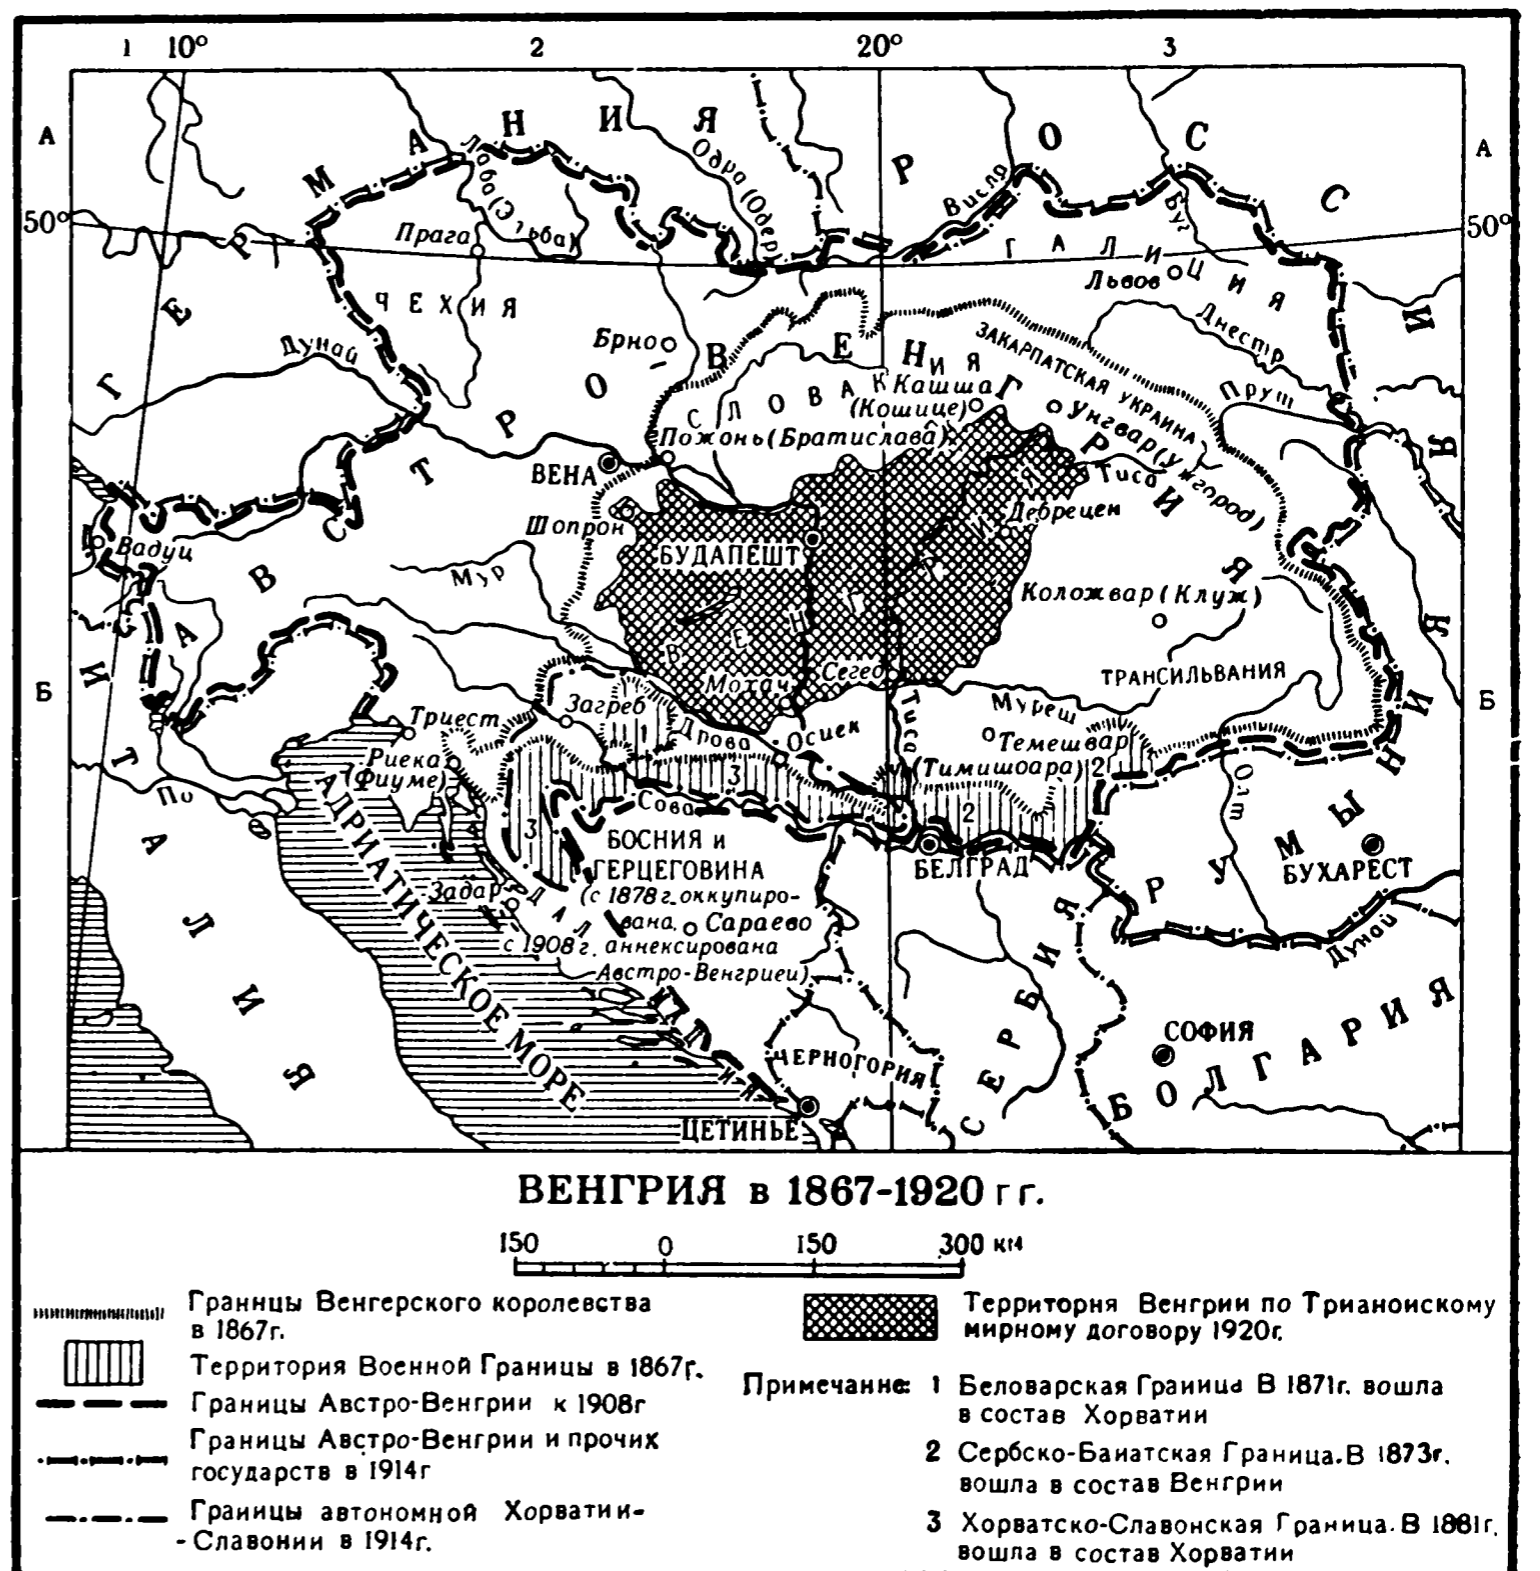 1 10° 2 20° 3
А А
50° 50°
Б Б
ГЕРМАНИЯ
РОССИЯ
АВСТРО-ВЕНГРИЯ
ИТАЛИЯ
РУМЫНИЯ
СЕРБИЯ
БОЛГАРИЯ
ЧЕРНОГОРИЯ
ВЕНГРИЯ
Лаба (Эльба)
Одра (Одер)
Висла
Буг
Прага
ЧЕХИЯ
ГАЛИЦИЯ
Львов
Днестр
Прут
Дунай
Брно
СЛОВАКИЯ
ЗАКАРПАТСКАЯ УКРАИНА
Кашша
(Кошице)
Унгвар (Ужгород)
Пожонь (Братислава)
ВЕНА
Тиса
Шопрон
Дебрецен
БУДАПЕШТ
Вадуц
Мур
Коложвар (Клуж)
ТРАНСИЛЬВАНИЯ
Мохач
Сегед
Загреб
Триест
Риека
(Фиуме)
Драва
Осиек
Тиса
Муреш
Темешвар
(Тимишоара)
1 2 2 3 3
По
Сава
Олт
БОСНИЯ и
ГЕРЦЕГОВИНА
(с 1878 г. оккупиро-
вана,
Сараево
с 1908 г. аннексирована
Австро-Венгрией)
БЕЛГРАД
БУХАРЕСТ
Дунай
Задар
ДАЛМАЦИЯ
АДРИАТИЧЕСКОЕ МОРЕ
СОФИЯ
ЦЕТИНЬЕ
ВЕНГРИЯ в 1867-1920 гг.
150 0 150 300 км
Границы Венгерского королевства
в 1867г.
Территория Военной Границы в 1867г.
Границы Австро-Венгрии к 1908г
Границы Австро-Венгрии и прочих
государств в 1914г
Границы автономной Хорватии-
-Славонии в 1914г.
Территория Венгрии по Трианонскому
мирному договору 1920г.
Примечание: 1 Беловарская Граница В 1871г. вошла
в состав Хорватии
2 Сербско-Банатская Граница. В 1873г.
вошла в состав Венгрии
3 Хорватско-Славонская Граница. В 1881г.
вошла в состав Хорватии